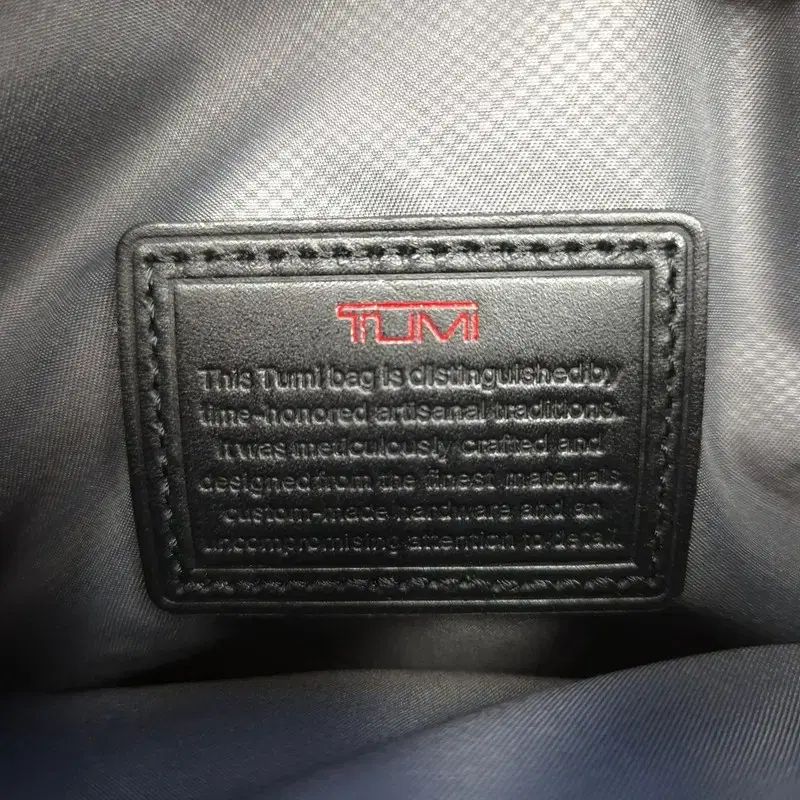 TUMI
This Tumi bag is distinguished by
time-honored artisanal traditions.
It was meticulously crafted and
designed from the finest materials,
custom-made hardware and an
uncompromising attention to detail.